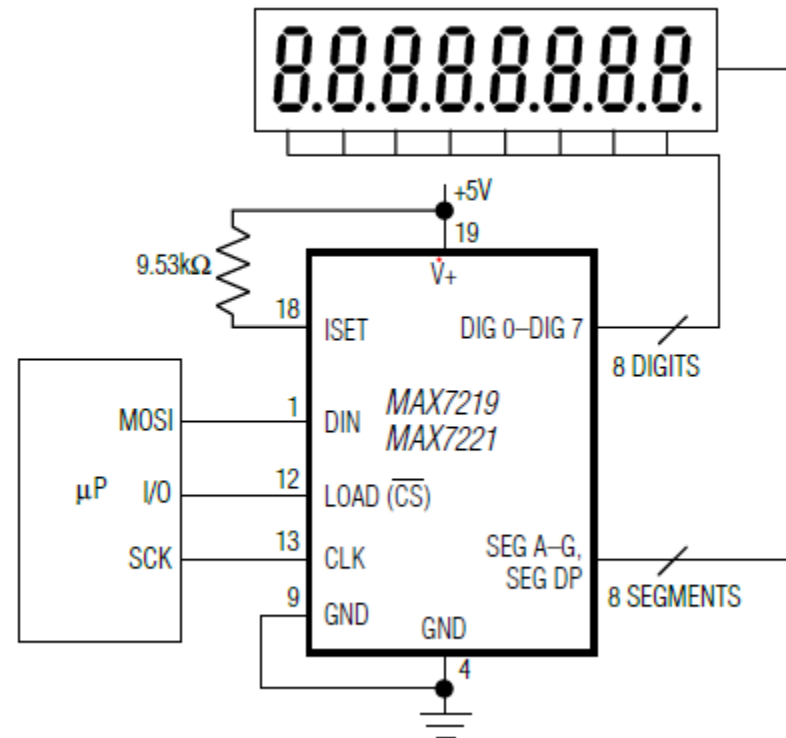 8.8.8.8.8.8.8.8.
+5V
19
9.53kΩ
V+
18
ISET
DIG 0–DIG 7
8 DIGITS
MOSI
1
DIN
MAX7219
MAX7221
µP
I/O
12
LOAD (C̅S̅)
SCK
13
CLK
SEG A–G,
SEG DP
8 SEGMENTS
9
GND
GND
4